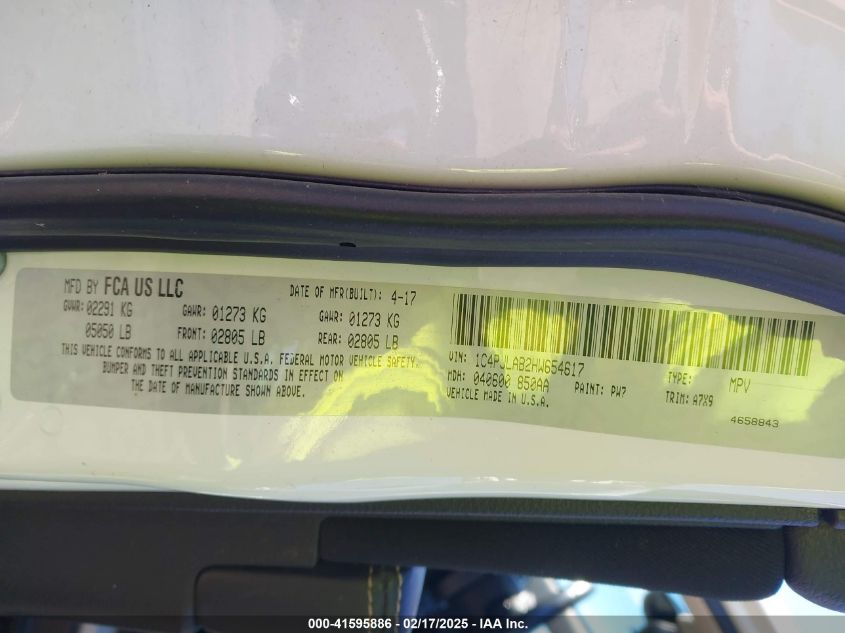 MFD BY FCA US LLC
DATE OF MFR(BUILT): 4-17
GVWR: 02291 KG GAWR: 01273 KG GAWR: 01273 KG
05050 LB FRONT: 02805 LB REAR: 02805 LB
THIS VEHICLE CONFORMS TO ALL APPLICABLE U.S.A. FEDERAL MOTOR VEHICLE SAFETY,
BUMPER AND THEFT PREVENTION STANDARDS IN EFFECT ON
THE DATE OF MANUFACTURE SHOWN ABOVE.
VIN: 1C4PJLAB2HW654617 TYPE: MPV
MDH: 040600 850AA PAINT: PW7 TRIM: A7X9
VEHICLE MADE IN U.S.A.
4658843
000-41595886 - 02/17/2025 - IAA Inc.